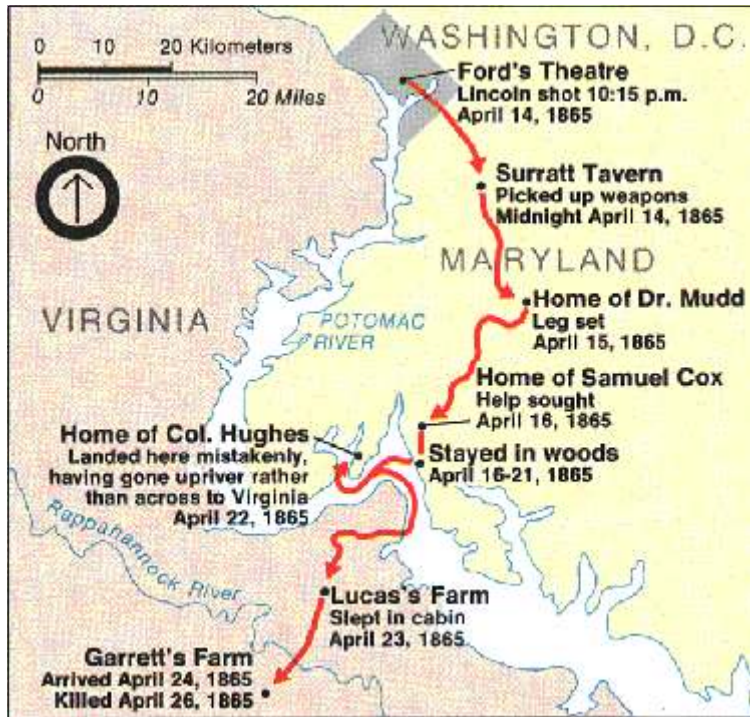 0 10 20 Kilometers
0 10 20 Miles
North
WASHINGTON, D.C.
Ford's Theatre
Lincoln shot 10:15 p.m.
April 14, 1865
Surratt Tavern
Picked up weapons
Midnight April 14, 1865
MARYLAND
VIRGINIA
POTOMAC
RIVER
Home of Dr. Mudd
Leg set
April 15, 1865
Home of Samuel Cox
Help sought
April 16, 1865
Home of Col. Hughes
Landed here mistakenly,
having gone upriver rather
than across to Virginia
April 22, 1865
Stayed in woods
April 16-21, 1865
Rappahannock River
Lucas's Farm
Slept in cabin
April 23, 1865
Garrett's Farm
Arrived April 24, 1865
Killed April 26, 1865